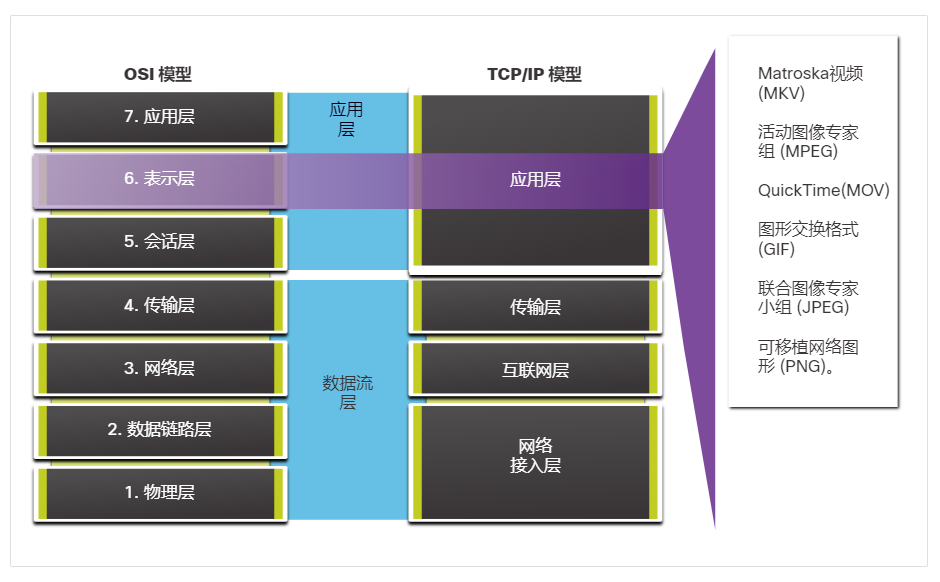 OSI 模型
TCP/IP 模型
7. 应用层
6. 表示层
5. 会话层
4. 传输层
3. 网络层
2. 数据链路层
1. 物理层
应用
层
数据流
层
应用层
传输层
互联网层
网络
接入层
Matroska视频
(MKV)
活动图像专家
组 (MPEG)
QuickTime(MOV)
图形交换格式
(GIF)
联合图像专家
小组 (JPEG)
可移植网络图
形 (PNG)。